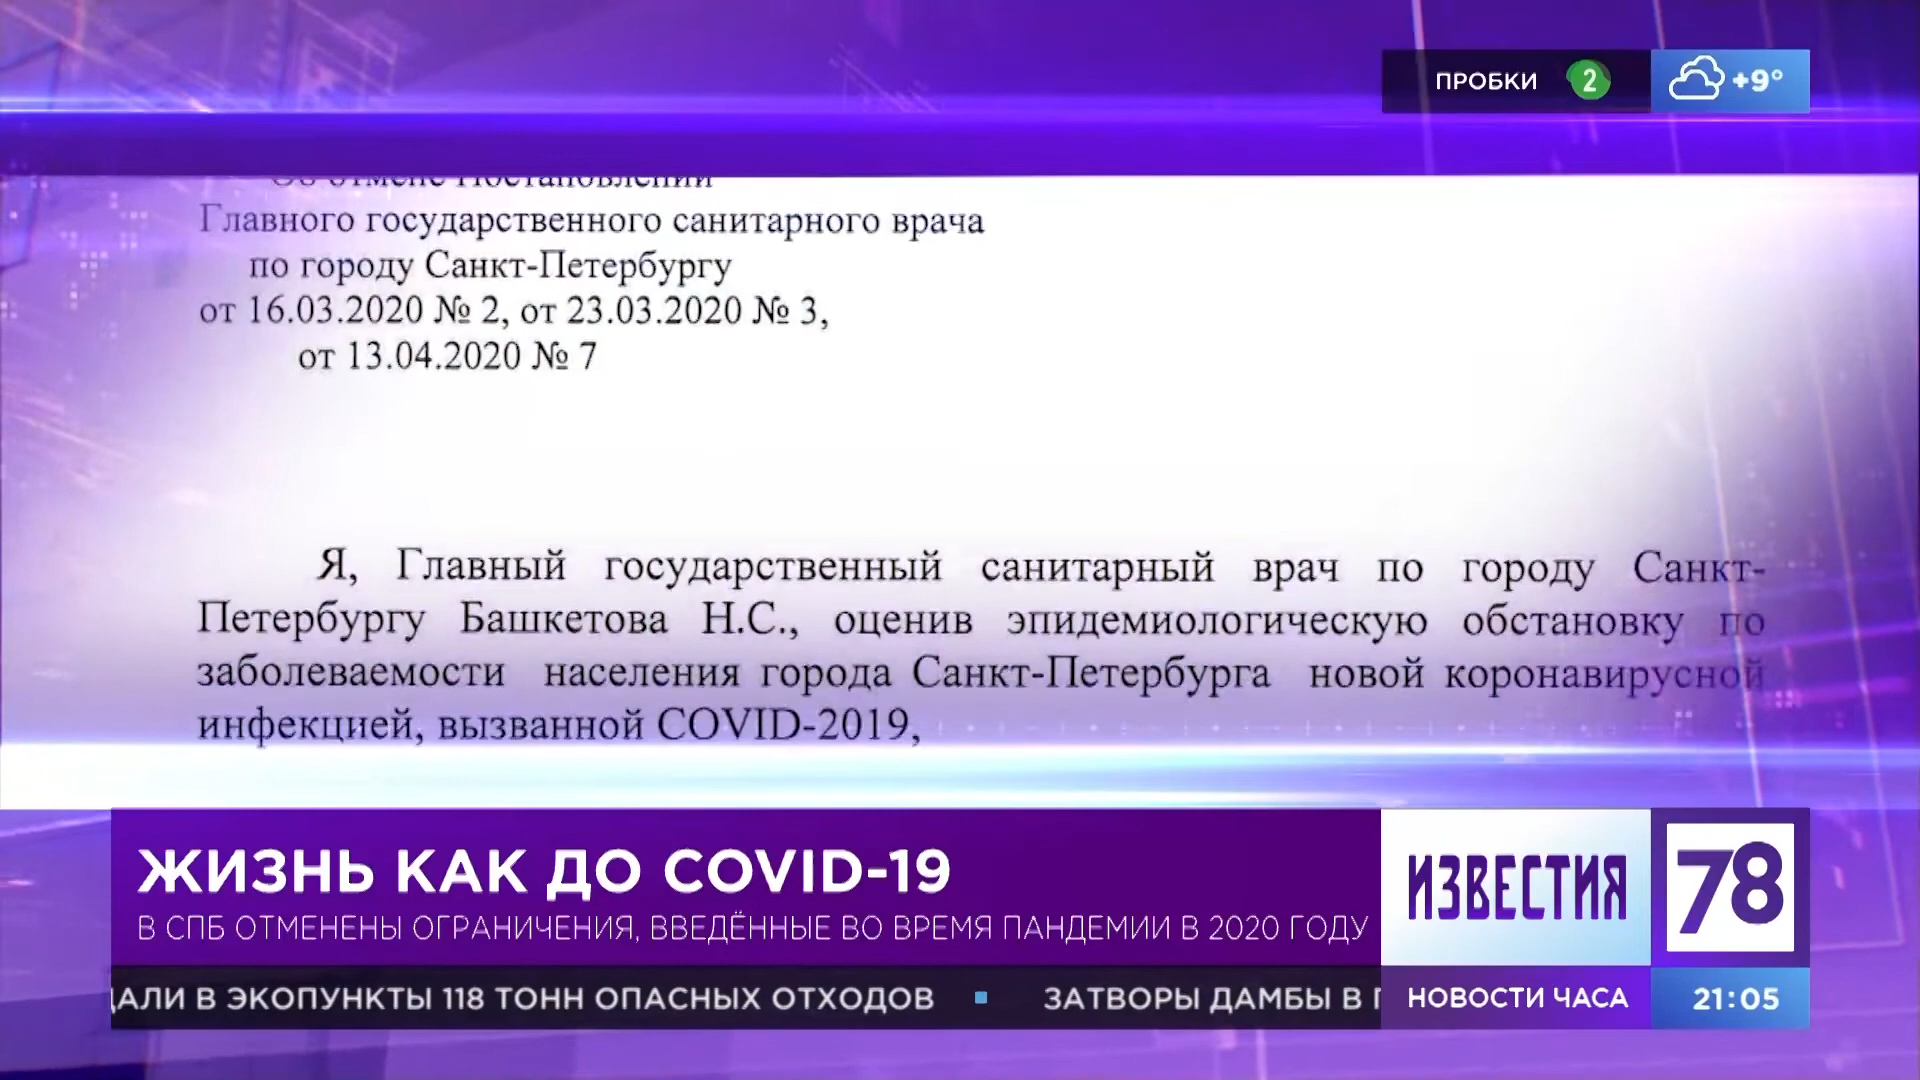 ПРОБКИ 2 +9°
Об отмене Постановлений
Главного государственного санитарного врача
по городу Санкт-Петербургу
от 16.03.2020 № 2, от 23.03.2020 № 3,
от 13.04.2020 № 7
Я, Главный государственный санитарный врач по городу Санкт-
Петербургу Башкетова Н.С., оценив эпидемиологическую обстановку по
заболеваемости населения города Санкт-Петербурга новой коронавирусной
инфекцией, вызванной COVID-2019,
ЖИЗНЬ КАК ДО COVID-19
В СПБ ОТМЕНЕНЫ ОГРАНИЧЕНИЯ, ВВЕДЁННЫЕ ВО ВРЕМЯ ПАНДЕМИИ В 2020 ГОДУ
ИЗВЕСТИЯ 78
В ЭКОПУНКТЫ 118 ТОНН ОПАСНЫХ ОТХОДОВ ЗАТВОРЫ ДАМБЫ В
НОВОСТИ ЧАСА 21:05